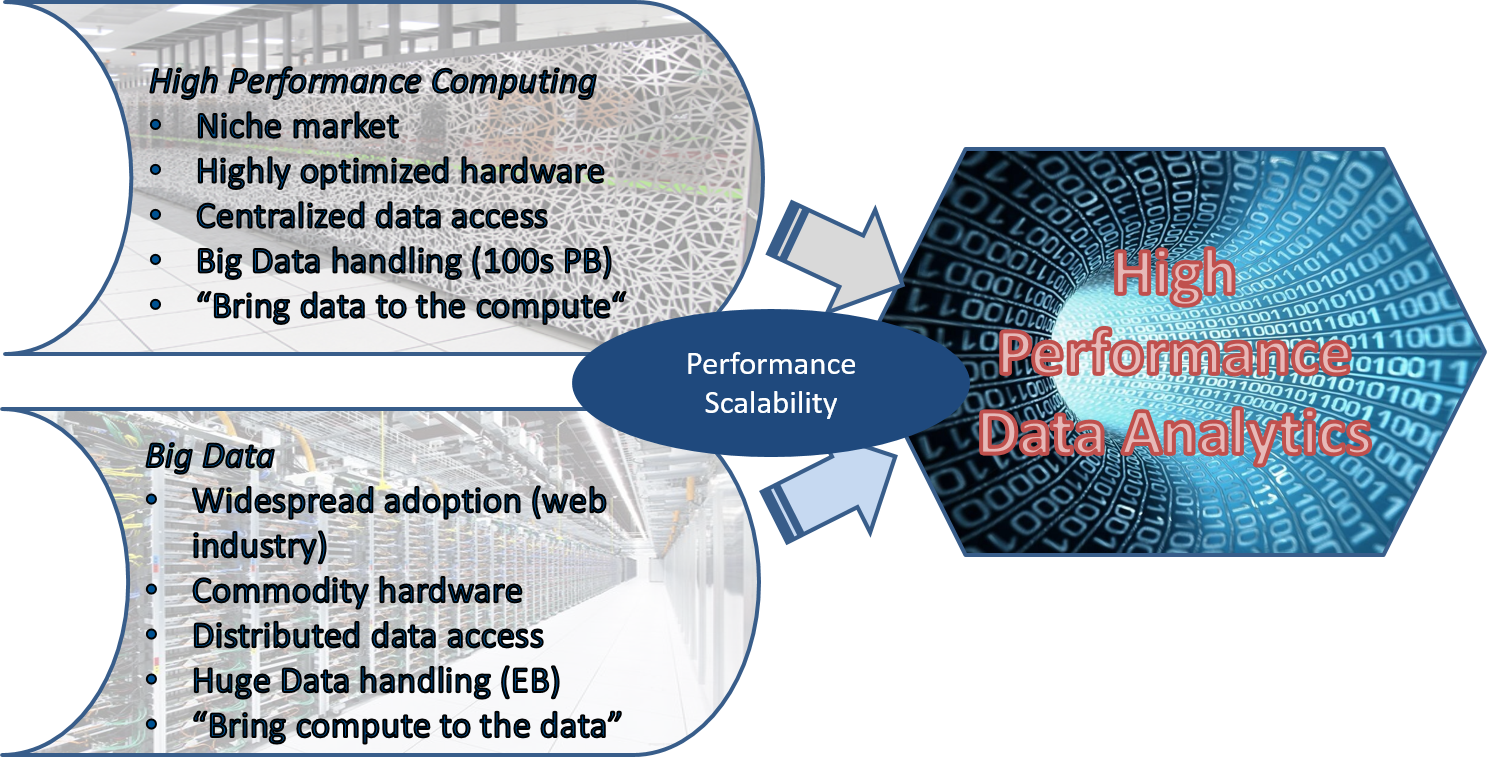 High Performance Computing
• Niche market
• Highly optimized hardware
• Centralized data access
• Big Data handling (100s PB)
• “Bring data to the compute“
Big Data
• Widespread adoption (web
industry)
• Commodity hardware
• Distributed data access
• Huge Data handling (EB)
• “Bring compute to the data”
Performance
Scalability
High
Performance
Data Analytics